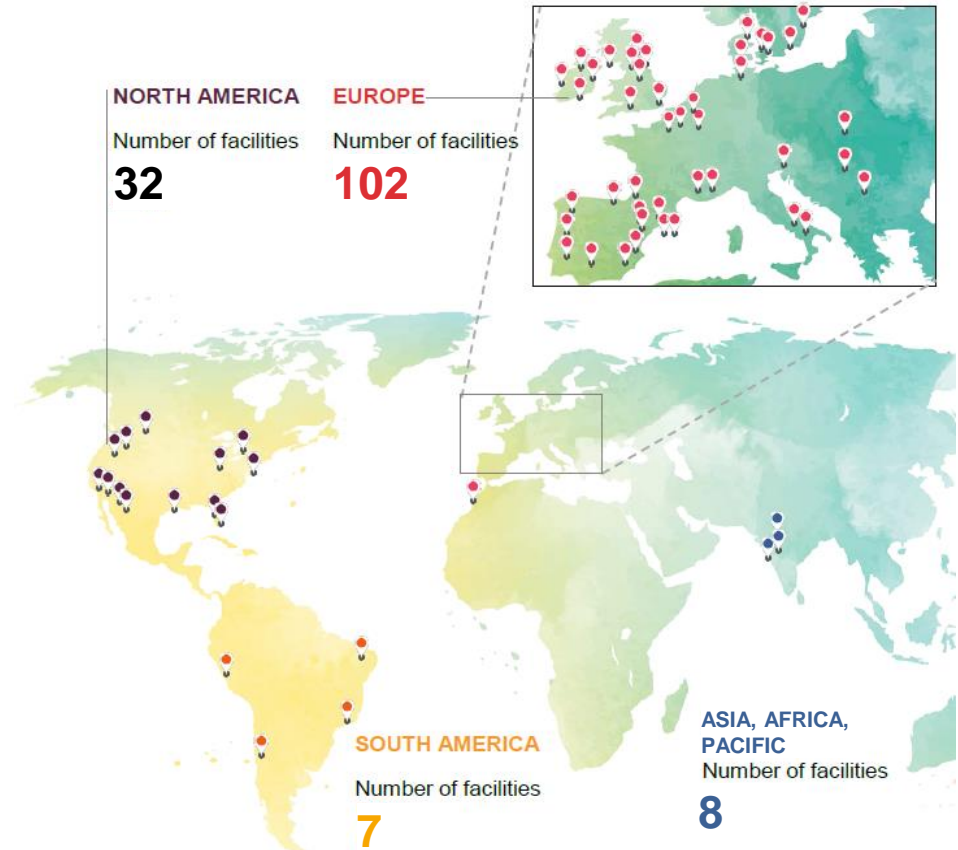 NORTH AMERICA
Number of facilities
32
EUROPE
Number of facilities
102
SOUTH AMERICA
Number of facilities
7
ASIA, AFRICA,
PACIFIC
Number of facilities
8